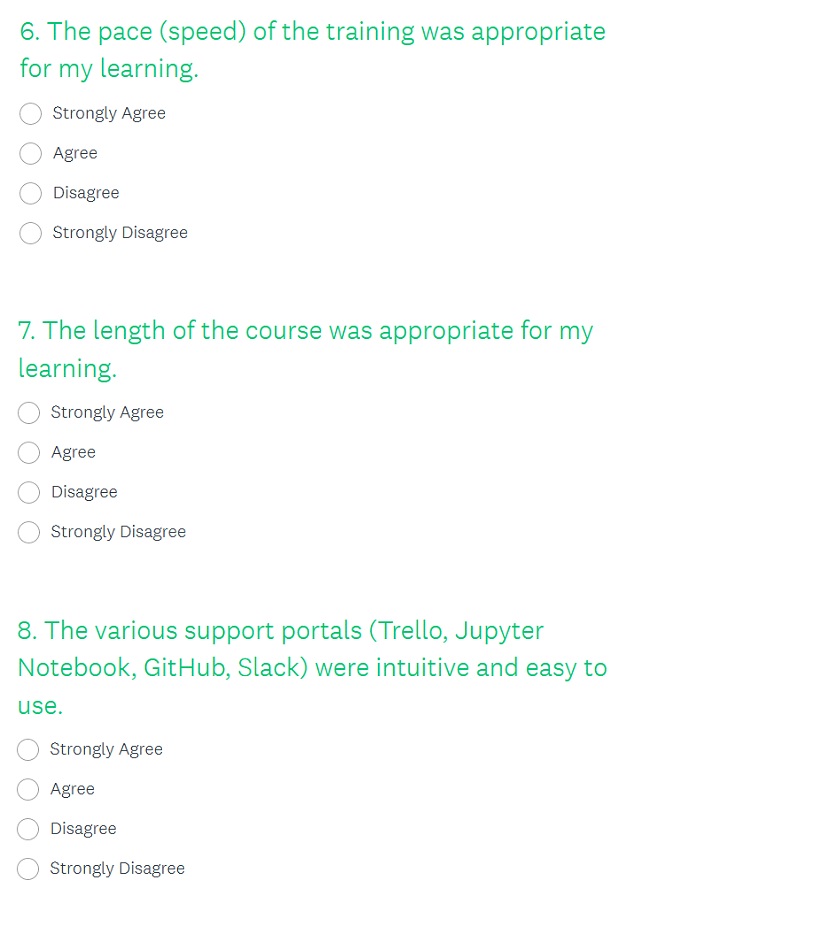 6. The pace (speed) of the training was appropriate
for my learning.
Strongly Agree
Agree
Disagree
Strongly Disagree
7. The length of the course was appropriate for my
learning.
Strongly Agree
Agree
Disagree
Strongly Disagree
8. The various support portals (Trello, Jupyter
Notebook, GitHub, Slack) were intuitive and easy to
use.
Strongly Agree
Agree
Disagree
Strongly Disagree